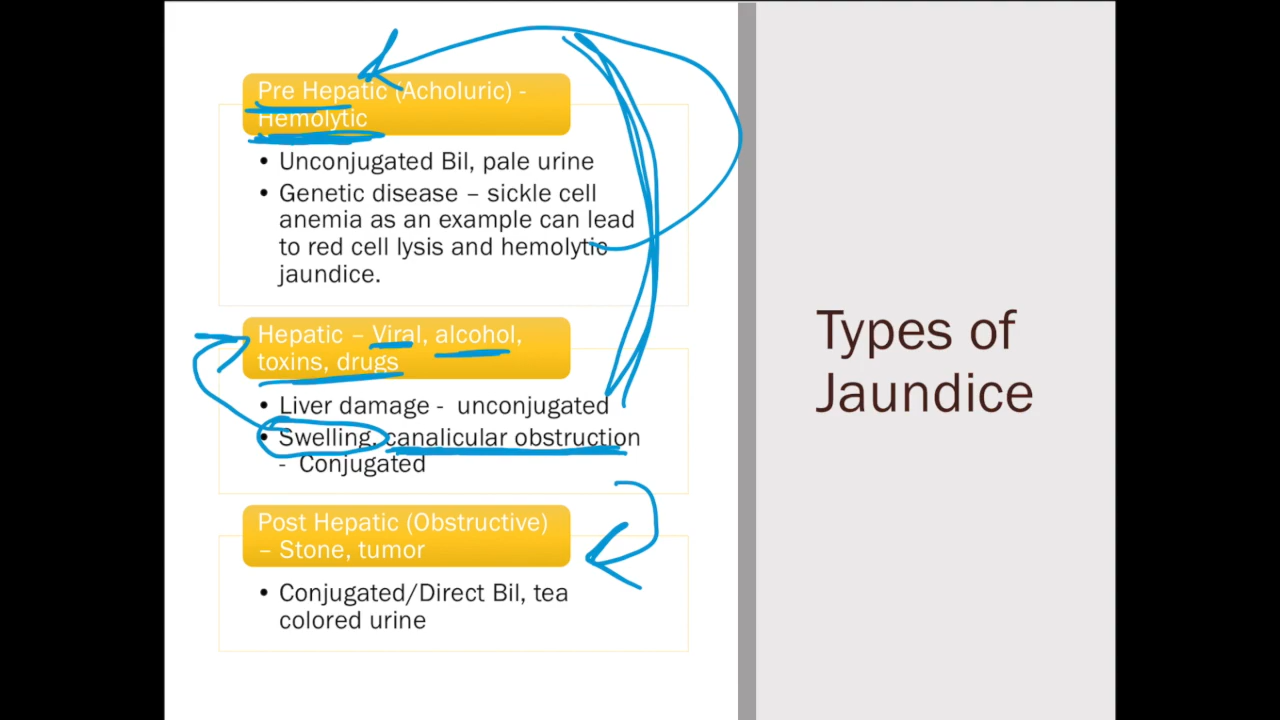 Pre Hepatic (Acholuric) -
Hemolytic
• Unconjugated Bil, pale urine
• Genetic disease – sickle cell
anemia as an example can lead
to red cell lysis and hemolytic
jaundice.
Hepatic – Viral, alcohol,
toxins, drugs
• Liver damage - unconjugated
• Swelling, canalicular obstruction
- Conjugated
Post Hepatic (Obstructive)
– Stone, tumor
• Conjugated/Direct Bil, tea
colored urine
Types of
Jaundice